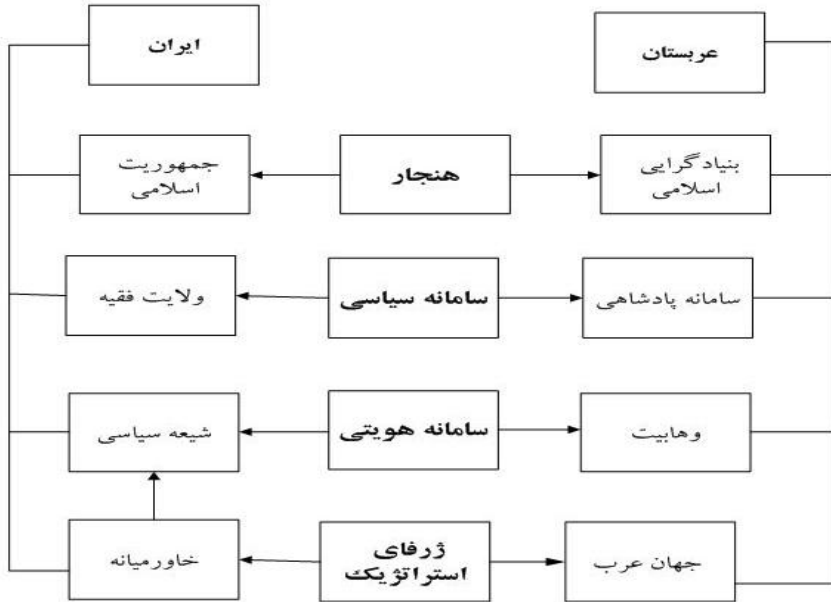 عربستان
ایران
بنیادگرایی
اسلامی
هنجار
جمهوریت
اسلامی
سامانه پادشاهی
سامانه سیاسی
ولایت فقیه
وهابیت
سامانه هویتی
شیعه سیاسی
جهان عرب
ژرفای
استراتژیک
خاورمیانه